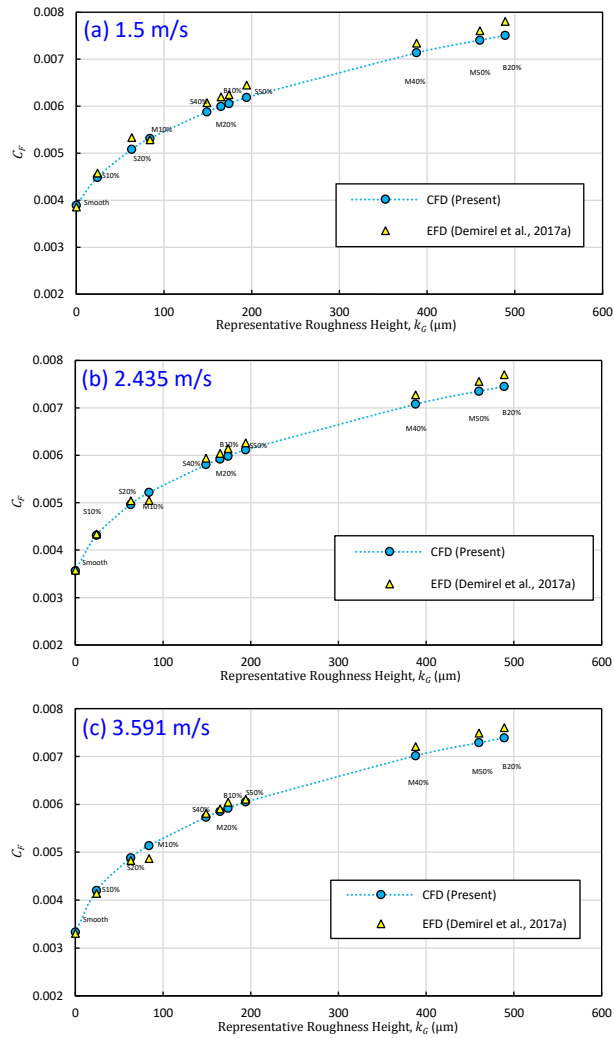 (a) 1.5 m/s
0.008
0.007
0.006
0.005
0.004
0.003
0.002
C_F
Smooth
S10%
S20%
M10%
S40%
M20%
B10%
S50%
M40%
M50%
B20%
CFD (Present)
EFD (Demirel et al., 2017a)
0 100 200 300 400 500 600
Representative Roughness Height, k_G (μm)
(b) 2.435 m/s
0.008
0.007
0.006
0.005
0.004
0.003
0.002
C_F
Smooth
S10%
S20%
M10%
S40%
M20%
B10%
S50%
M40%
M50%
B20%
CFD (Present)
EFD (Demirel et al., 2017a)
0 100 200 300 400 500 600
Representative Roughness Height, k_G (μm)
(c) 3.591 m/s
0.008
0.007
0.006
0.005
0.004
0.003
0.002
C_F
Smooth
S10%
S20%
M10%
S40%
M20%
B10%
S50%
M40%
M50%
B20%
CFD (Present)
EFD (Demirel et al., 2017a)
0 100 200 300 400 500 600
Representative Roughness Height, k_G (μm)